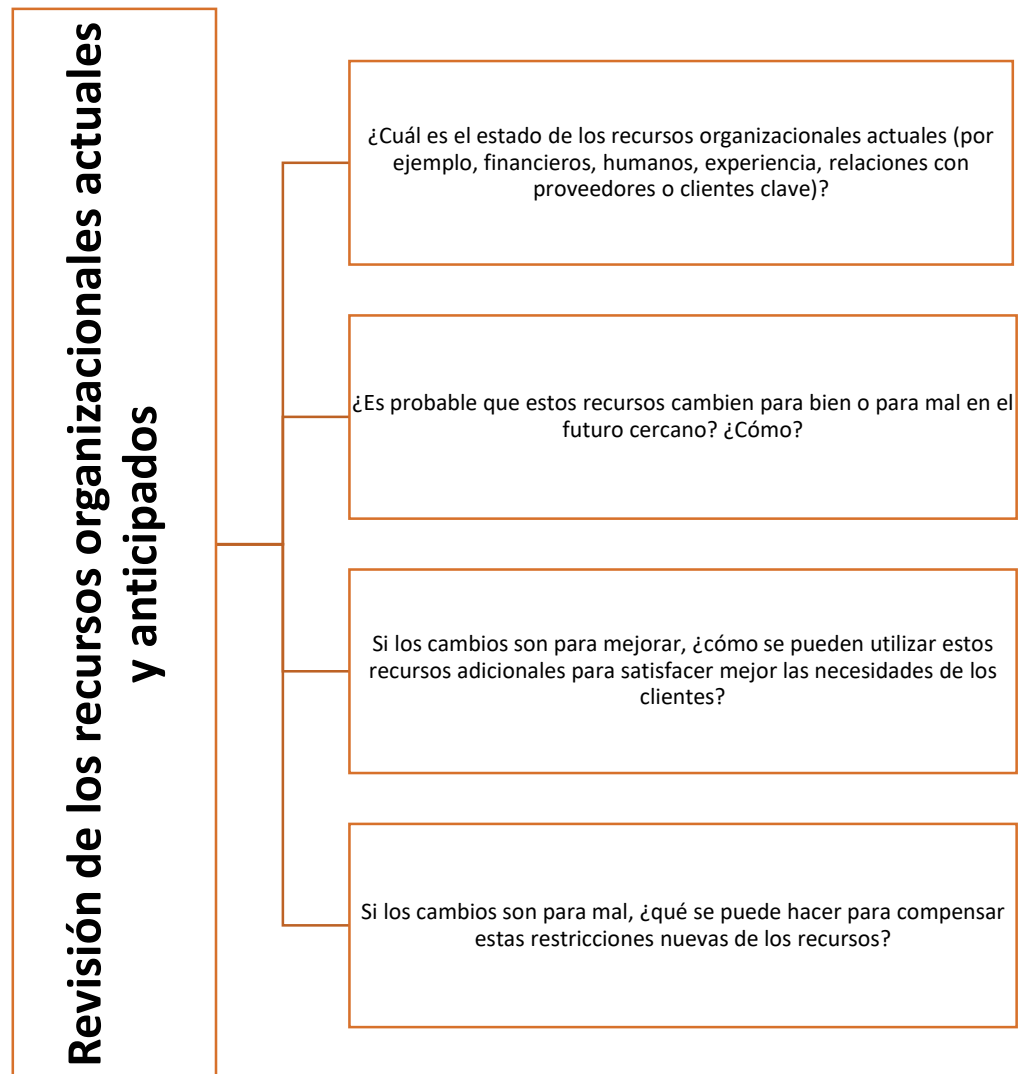 Revisión de los recursos organizacionales actuales
y anticipados
¿Cuál es el estado de los recursos organizacionales actuales (por
ejemplo, financieros, humanos, experiencia, relaciones con
proveedores o clientes clave)?
¿Es probable que estos recursos cambien para bien o para mal en el
futuro cercano? ¿Cómo?
Si los cambios son para mejorar, ¿cómo se pueden utilizar estos
recursos adicionales para satisfacer mejor las necesidades de los
clientes?
Si los cambios son para mal, ¿qué se puede hacer para compensar
estas restricciones nuevas de los recursos?